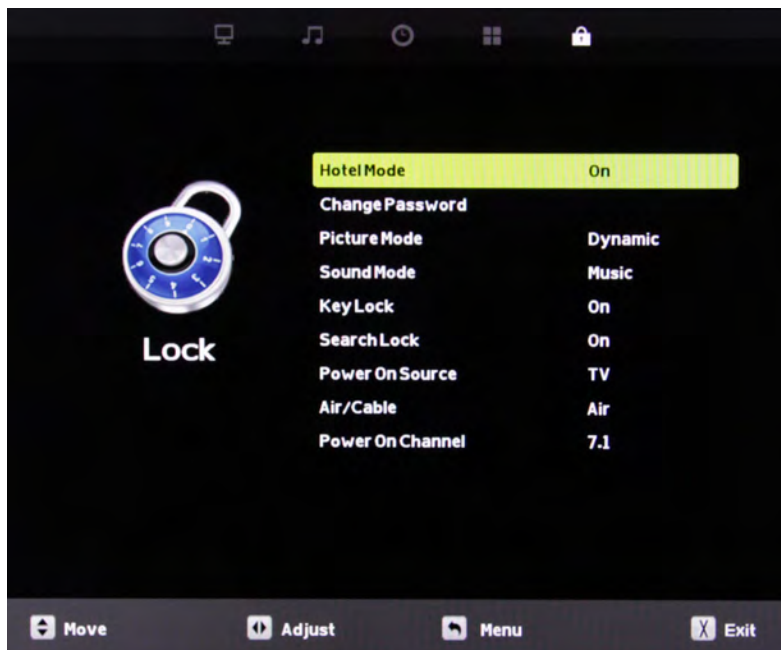 Hotel Mode On
Change Password
Picture Mode Dynamic
Sound Mode Music
Key Lock On
Search Lock On
Power On Source TV
Air/Cable Air
Power On Channel 7.1
Lock
Move Adjust Menu X Exit